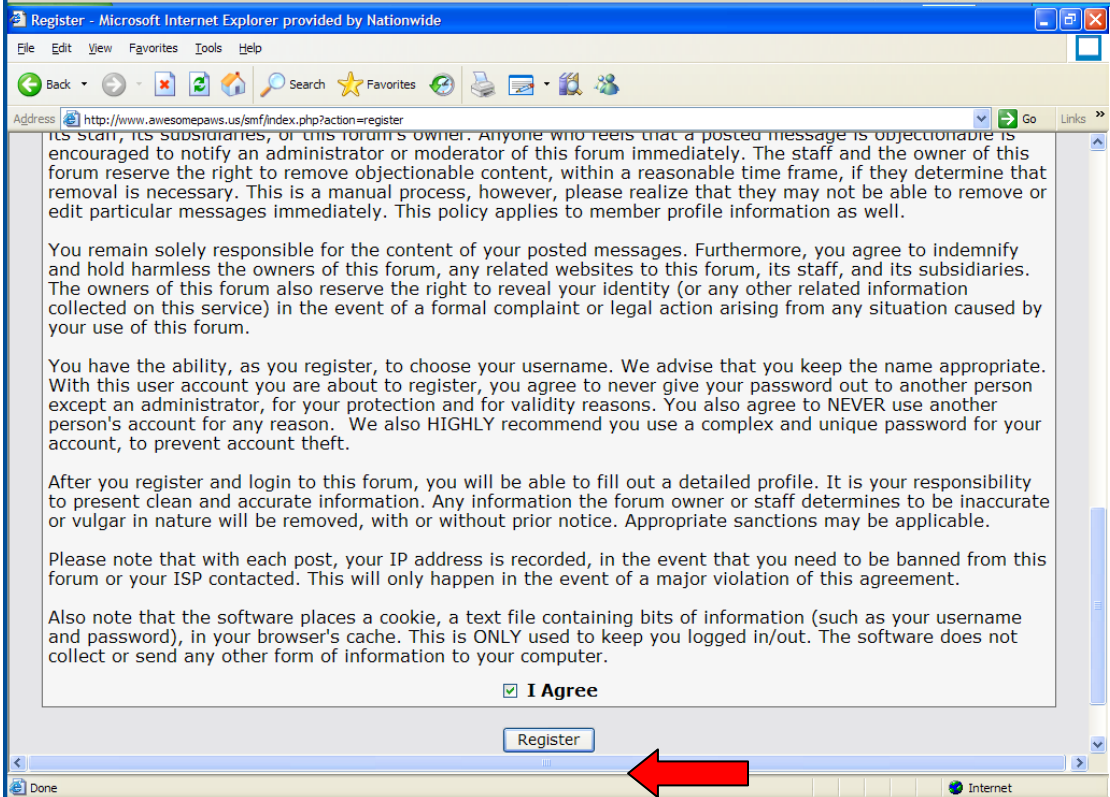 Register - Microsoft Internet Explorer provided by Nationwide
File Edit View Favorites Tools Help
Back Search Favorites
Address http://www.awesomepaws.us/smf/index.php?action=register Go Links »
its staff, its subsidiaries, or this forum's owner. Anyone who feels that a posted message is objectionable is
encouraged to notify an administrator or moderator of this forum immediately. The staff and the owner of this
forum reserve the right to remove objectionable content, within a reasonable time frame, if they determine that
removal is necessary. This is a manual process, however, please realize that they may not be able to remove or
edit particular messages immediately. This policy applies to member profile information as well.
You remain solely responsible for the content of your posted messages. Furthermore, you agree to indemnify
and hold harmless the owners of this forum, any related websites to this forum, its staff, and its subsidiaries.
The owners of this forum also reserve the right to reveal your identity (or any other related information
collected on this service) in the event of a formal complaint or legal action arising from any situation caused by
your use of this forum.
You have the ability, as you register, to choose your username. We advise that you keep the name appropriate.
With this user account you are about to register, you agree to never give your password out to another person
except an administrator, for your protection and for validity reasons. You also agree to NEVER use another
person's account for any reason.  We also HIGHLY recommend you use a complex and unique password for your
account, to prevent account theft.
After you register and login to this forum, you will be able to fill out a detailed profile. It is your responsibility
to present clean and accurate information. Any information the forum owner or staff determines to be inaccurate
or vulgar in nature will be removed, with or without prior notice. Appropriate sanctions may be applicable.
Please note that with each post, your IP address is recorded, in the event that you need to be banned from this
forum or your ISP contacted. This will only happen in the event of a major violation of this agreement.
Also note that the software places a cookie, a text file containing bits of information (such as your username
and password), in your browser's cache. This is ONLY used to keep you logged in/out. The software does not
collect or send any other form of information to your computer.
I Agree
Register
Done Internet